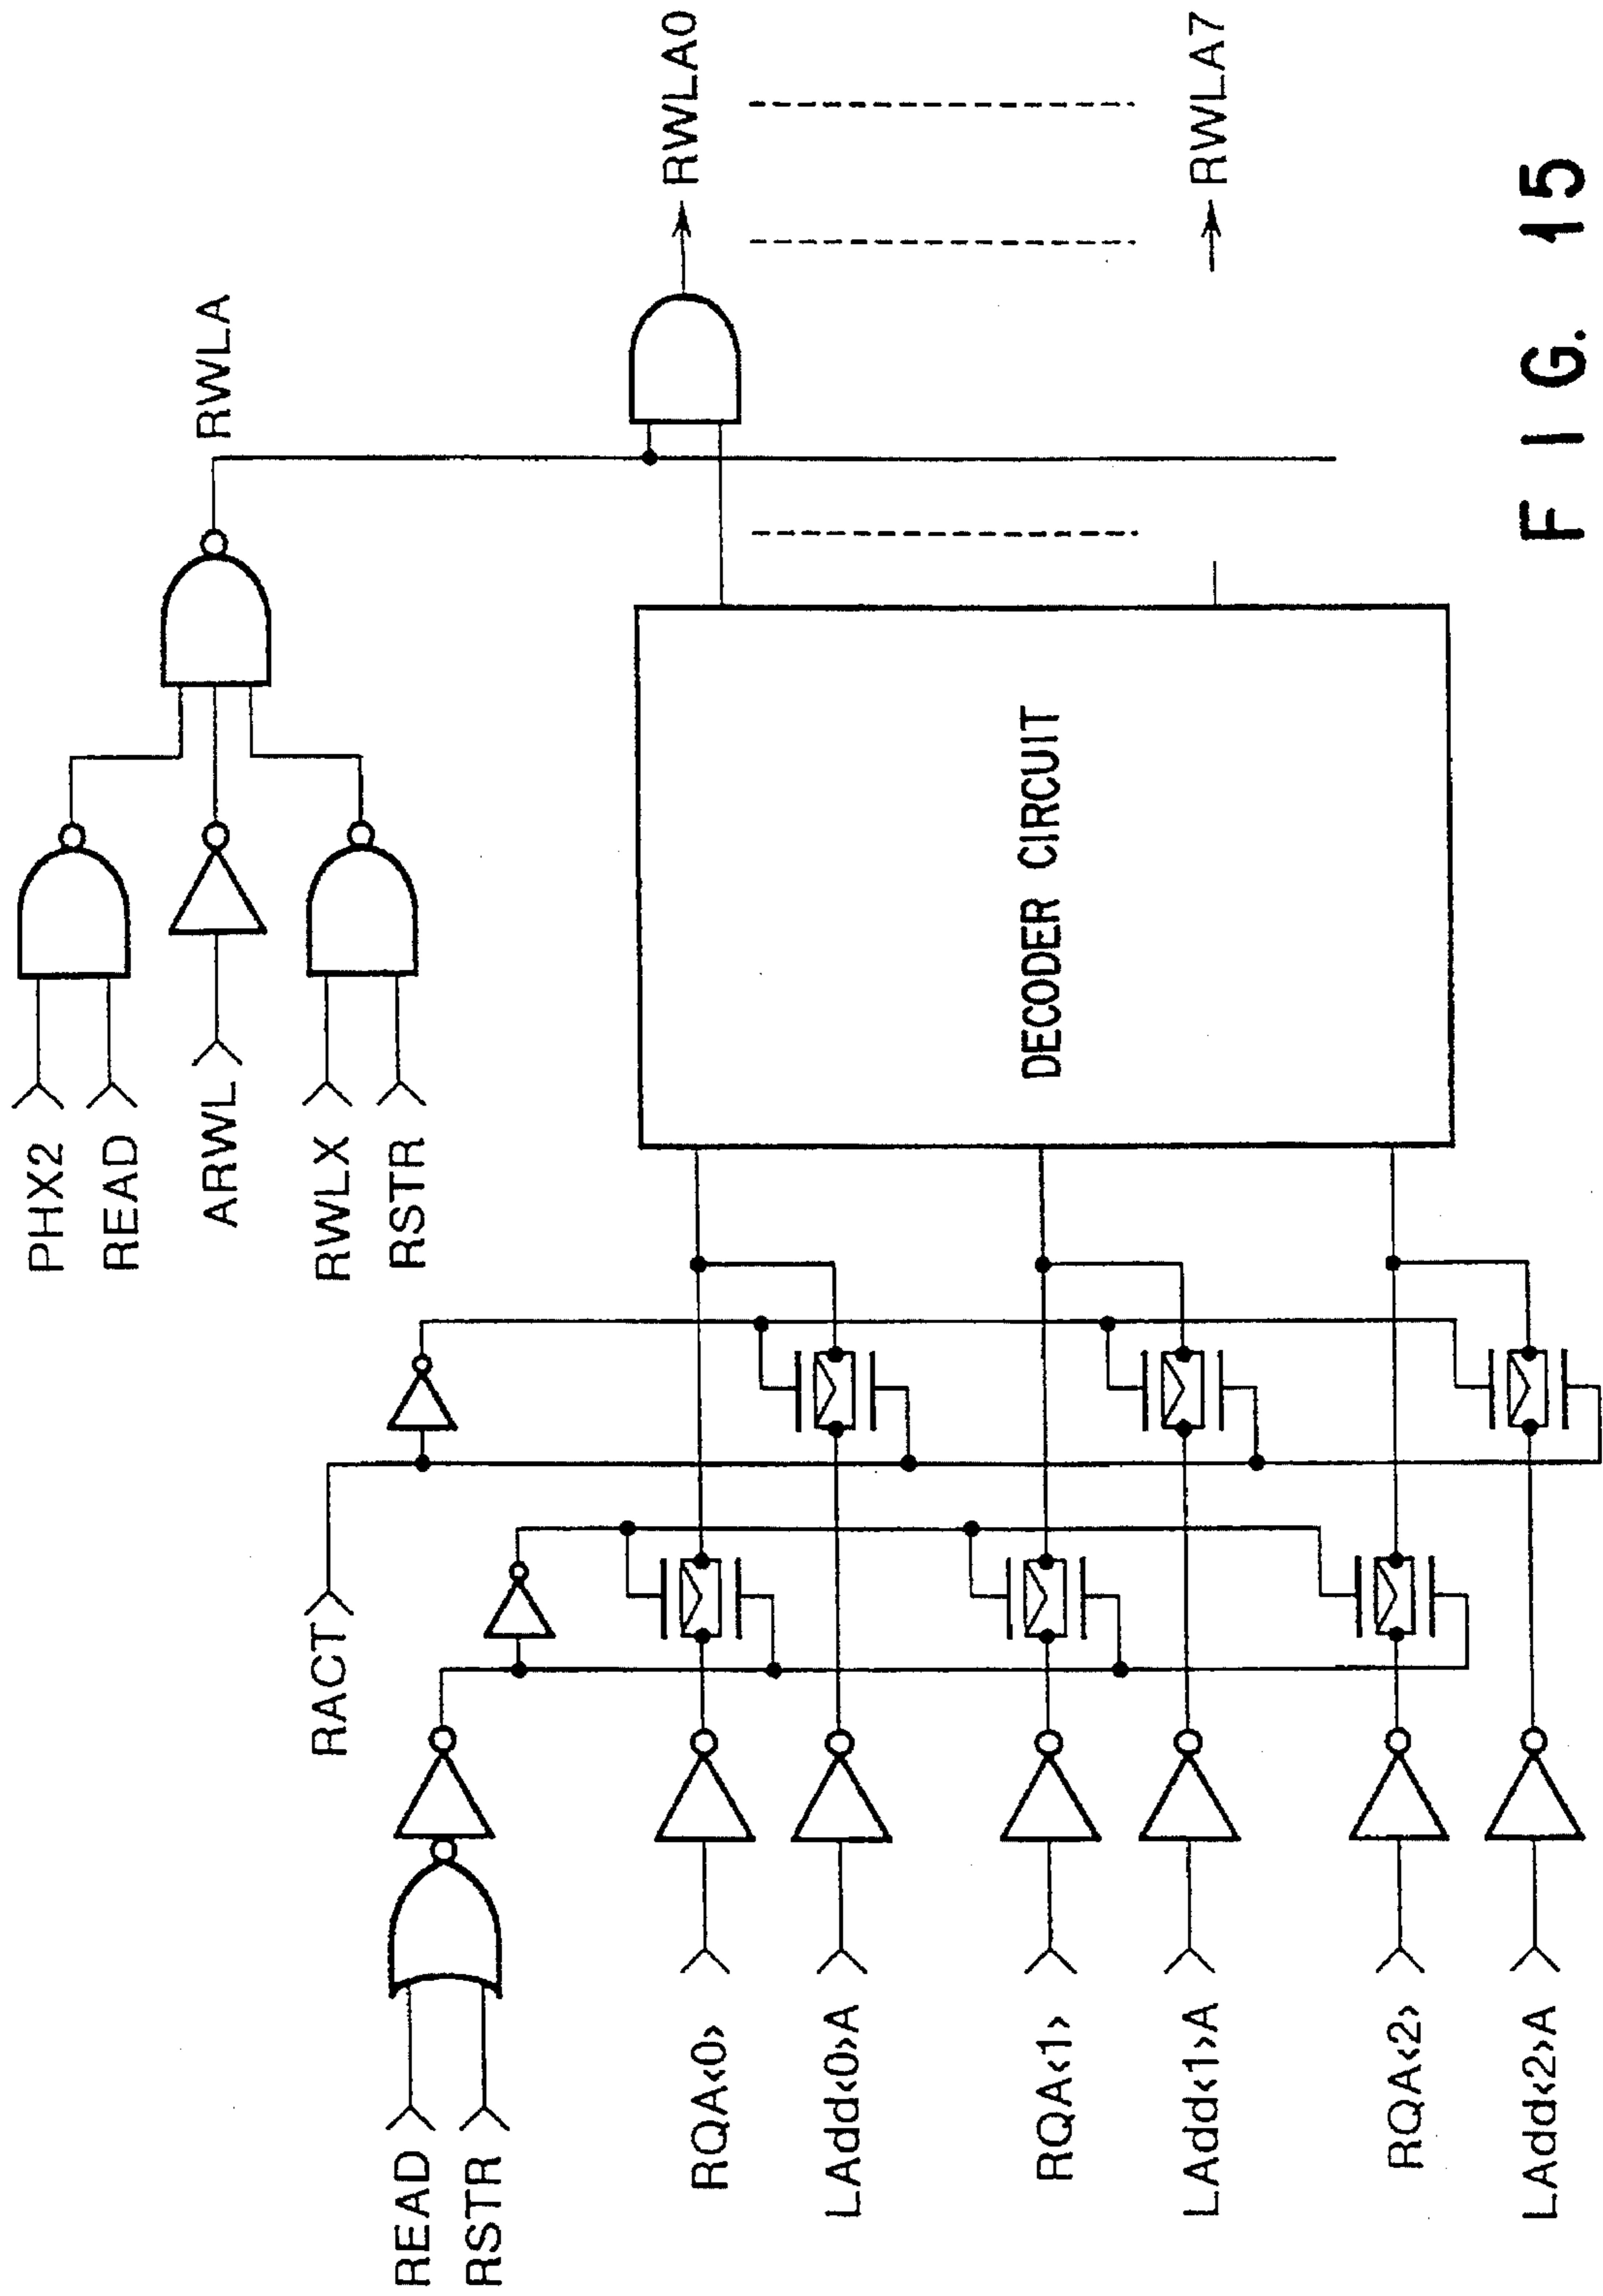 PHX2
READ
ARWL
RWLX
RSTR
RWLA
RACT
READ
RSTR
RQA<0>
LAdd<0>A
RQA<1>
LAdd<1>A
RQA<2>
LAdd<2>A
DECODER CIRCUIT
RWLA0
RWLA7
FIG. 15